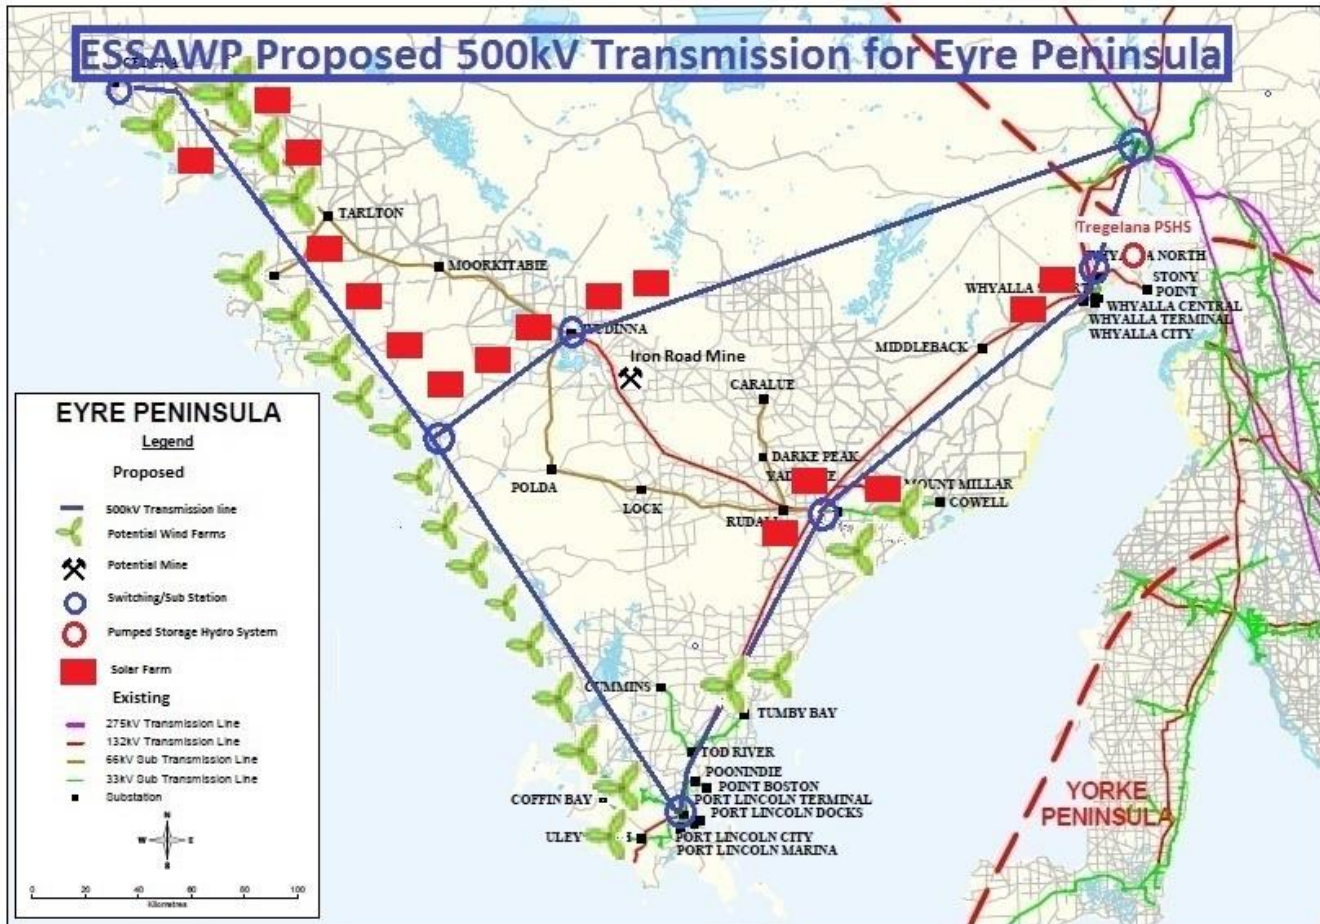 ESSAWP Proposed 500kV Transmission for Eyre Peninsula
TARLTON
MOORKITABIE
Tregelana PSHS
STONY
POINT
WHYALLA CENTRAL
WHYALLA TERMINAL
WHYALLA CITY
MIDDLEBACK
Iron Road Mine
CARALUE
DARKE PEAK
MOUNT MILLAR
COWELL
POLDA
LOCK
TUMBY BAY
TOD RIVER
POONINDIE
POINT BOSTON
PORT LINCOLN TERMINAL
COFFIN BAY
PORT LINCOLN DOCKS
ULEY
PORT LINCOLN CITY
PORT LINCOLN MARINA
YORKE
PENINSULA
EYRE PENINSULA
Legend
Proposed
500kV Transmission line
Potential Wind Farms
Potential Mine
Switching/Sub Station
Pumped Storage Hydro System
Solar Farm
Existing
275kV Transmission Line
132kV Transmission Line
66kV Sub Transmission Line
33kV Sub Transmission Line
Substation
N
W
E
S
0 20 40 60 80 100
Kilometres